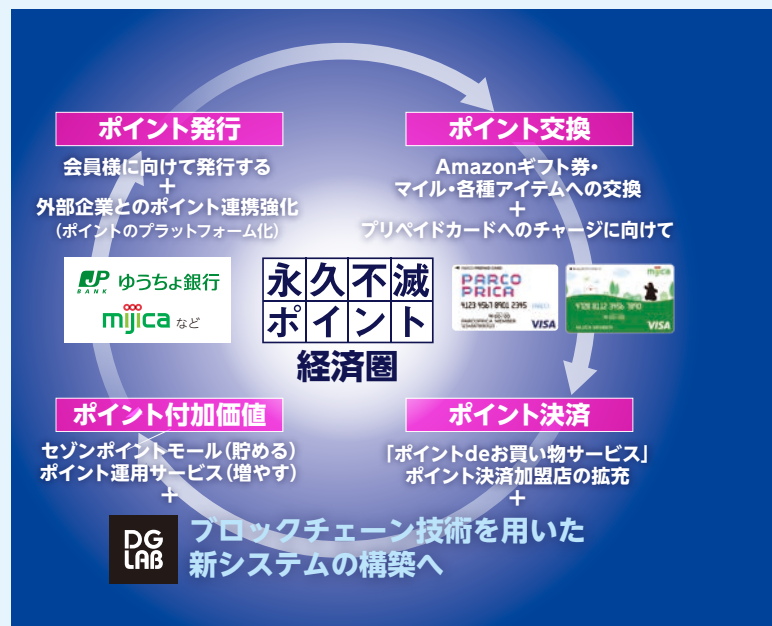 ポイント発行
会員様に向けて発行する
+
外部企業とのポイント連携強化
(ポイントのプラットフォーム化)
ポイント交換
Amazonギフト券・
マイル・各種アイテムへの交換
+
プリペイドカードへのチャージに向けて
JP
BANK
ゆうちょ銀行
mijica など
永久不滅
ポイント
経済圏
PARCO PREPAID CARD
PARCO
PRICA
4123 4567 8901 2345
PARCOPRICA MEMBER
VISA
mijica
VISA
ポイント付加価値
セゾンポイントモール(貯める)
ポイント運用サービス(増やす)
+
ポイント決済
「ポイントdeお買い物サービス」
ポイント決済加盟店の拡充
+
DG
LAB
ブロックチェーン技術を用いた
新システムの構築へ